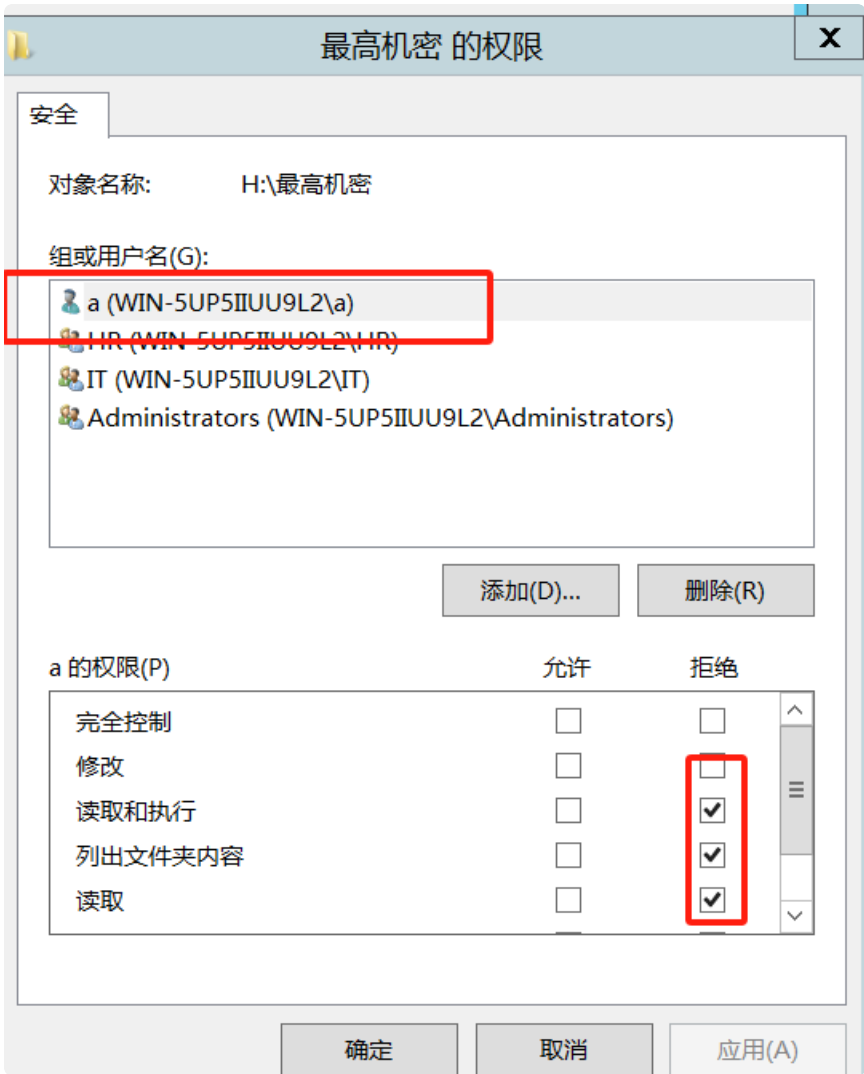 最高机密 的权限
X
安全
对象名称: H:\最高机密
组或用户名(G):
a (WIN-5UP5IIUU9L2\a)
HR (WIN-5UP5IIUU9L2\HR)
IT (WIN-5UP5IIUU9L2\IT)
Administrators (WIN-5UP5IIUU9L2\Administrators)
添加(D)... 删除(R)
a 的权限(P) 允许 拒绝
完全控制
修改
读取和执行
列出文件夹内容
读取
确定 取消 应用(A)